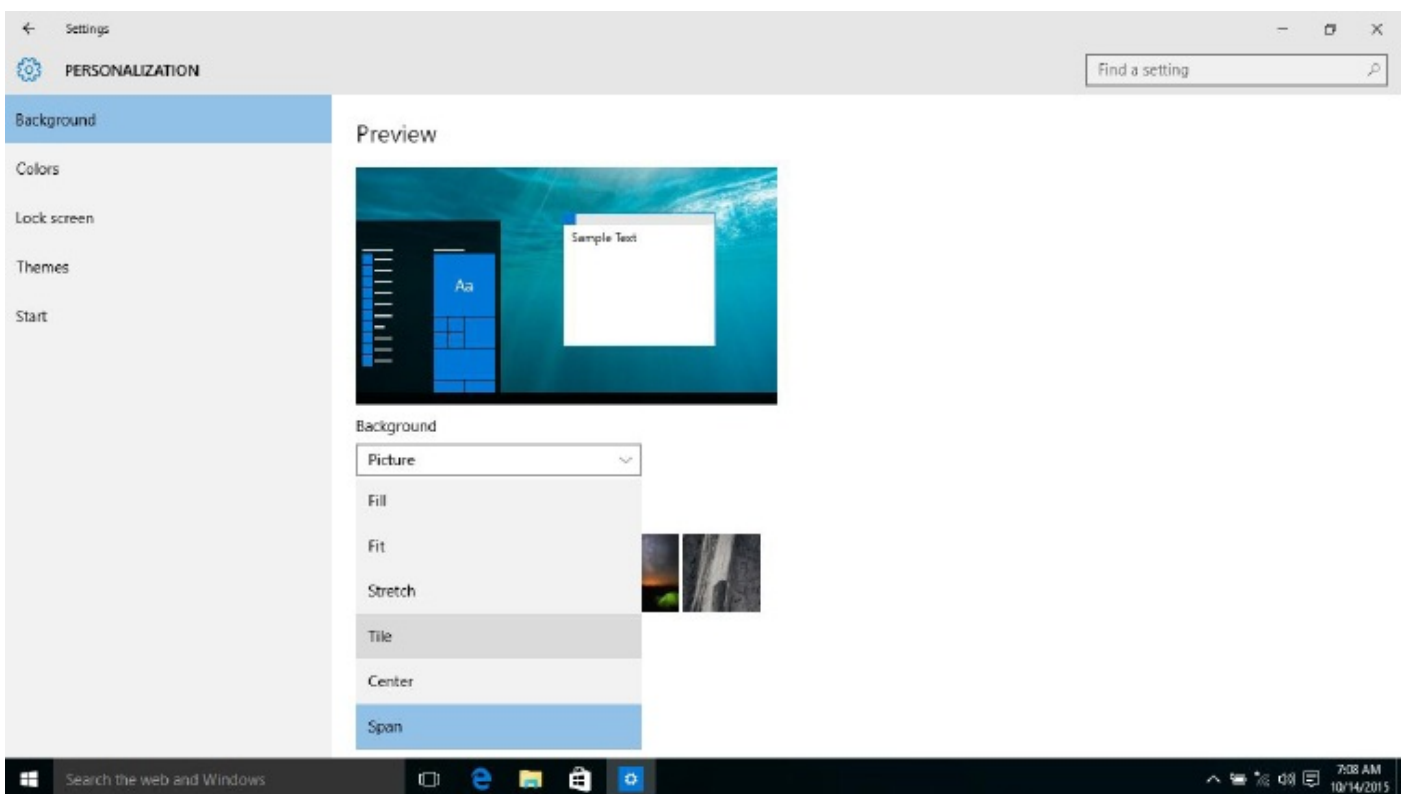 Settings
PERSONALIZATION
Find a setting
Background
Colors
Lock screen
Themes
Start
Preview
Sample Text
Aa
Background
Picture
Fill
Fit
Stretch
Tile
Center
Span
Search the web and Windows
7:08 AM
10/14/2015